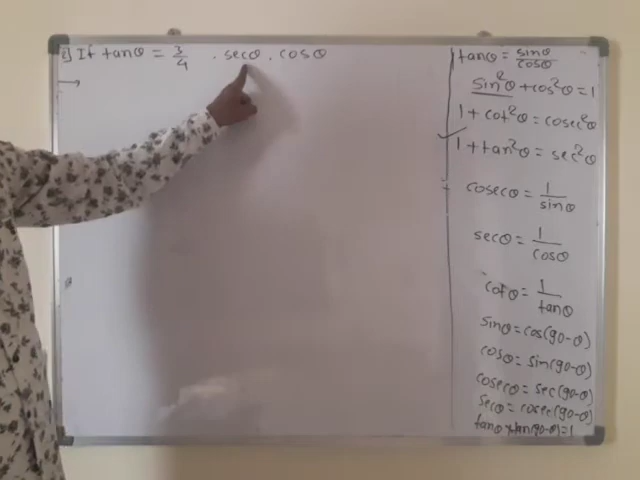 i) If tanθ = 3/4 . secθ . cosθ
→
tanθ = sinθ/cosθ
sin²θ + cos²θ = 1
1 + cot²θ = cosec²θ
✓ 1 + tan²θ = sec²θ
cosecθ = 1/sinθ
secθ = 1/cosθ
cotθ = 1/tanθ
sinθ = cos(90-θ)
cosθ = sin(90-θ)
cosecθ = sec(90-θ)
secθ = cosec(90-θ)
tanθ × tan(90-θ) = 1